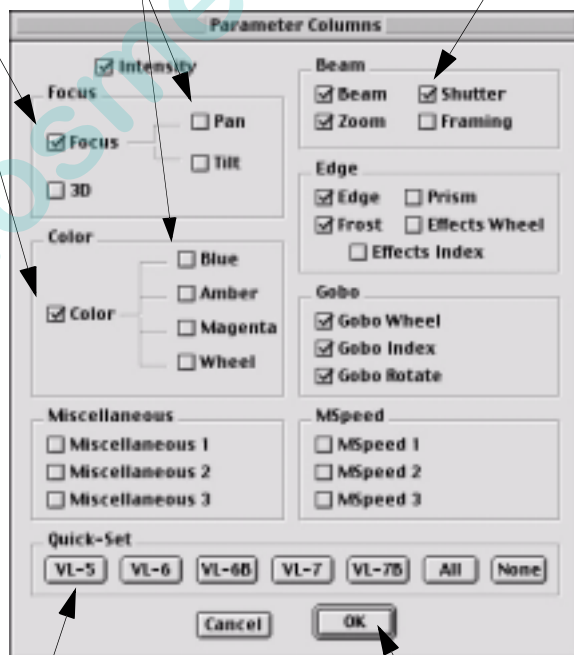 Parameter Columns
Intensity
Focus
Focus
Pan
Tilt
3D
Color
Color
Blue
Amber
Magenta
Wheel
Miscellaneous
Miscellaneous 1
Miscellaneous 2
Miscellaneous 3
Beam
Beam Shutter
Zoom Framing
Edge
Edge Prism
Frost Effects Wheel
Effects Index
Gobo
Gobo Wheel
Gobo Index
Gobo Rotate
MSpeed
MSpeed 1
MSpeed 2
MSpeed 3
Quick-Set
VL-5 VL-6 VL-6B VL-7 VL-7B All None
Cancel OK